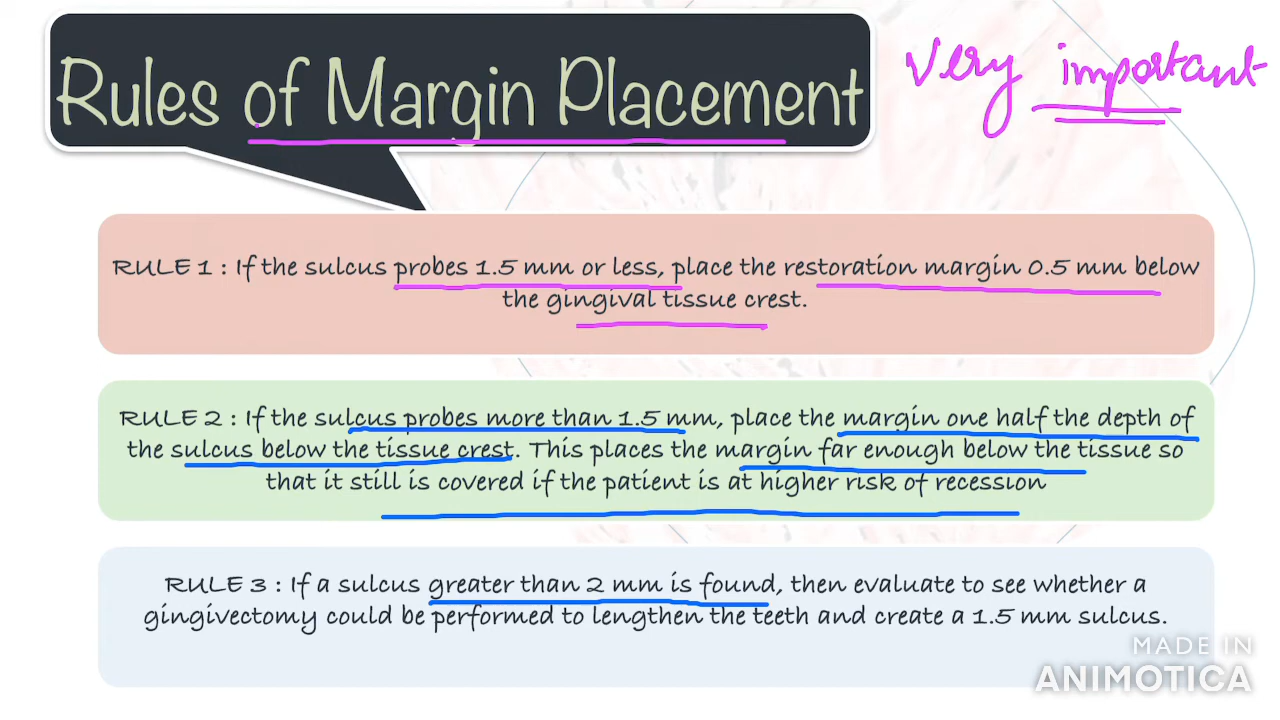 Rules of Margin Placement
Very important
RULE 1 : If the sulcus probes 1.5 mm or less, place the restoration margin 0.5 mm below
the gingival tissue crest.
RULE 2 : If the sulcus probes more than 1.5 mm, place the margin one half the depth of
the sulcus below the tissue crest. This places the margin far enough below the tissue so
that it still is covered if the patient is at higher risk of recession
RULE 3 : If a sulcus greater than 2 mm is found, then evaluate to see whether a
gingivectomy could be performed to lengthen the teeth and create a 1.5 mm sulcus.
MADE IN
ANIMOTICA